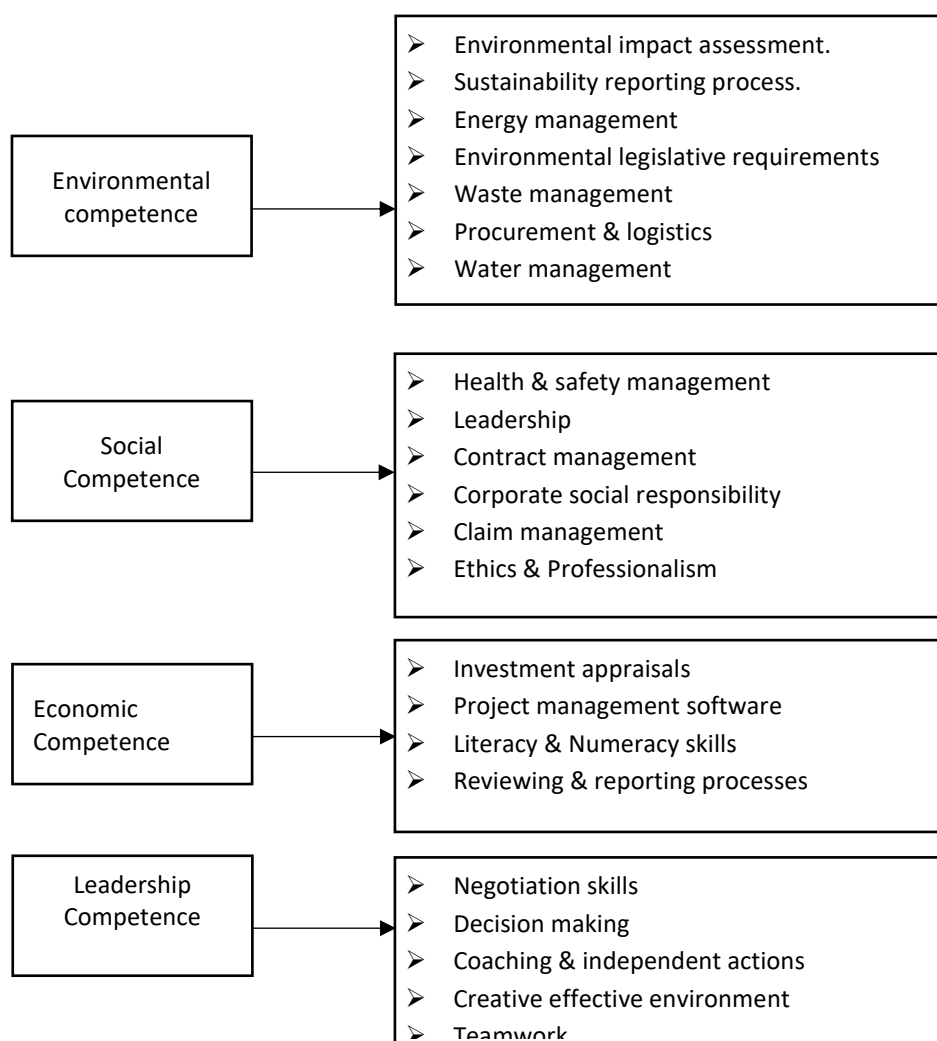 Environmental
competence
➢ Environmental impact assessment.
➢ Sustainability reporting process.
➢ Energy management
➢ Environmental legislative requirements
➢ Waste management
➢ Procurement & logistics
➢ Water management
Social
Competence
➢ Health & safety management
➢ Leadership
➢ Contract management
➢ Corporate social responsibility
➢ Claim management
➢ Ethics & Professionalism
Economic
Competence
➢ Investment appraisals
➢ Project management software
➢ Literacy & Numeracy skills
➢ Reviewing & reporting processes
Leadership
Competence
➢ Negotiation skills
➢ Decision making
➢ Coaching & independent actions
➢ Creative effective environment
➢ Teamwork